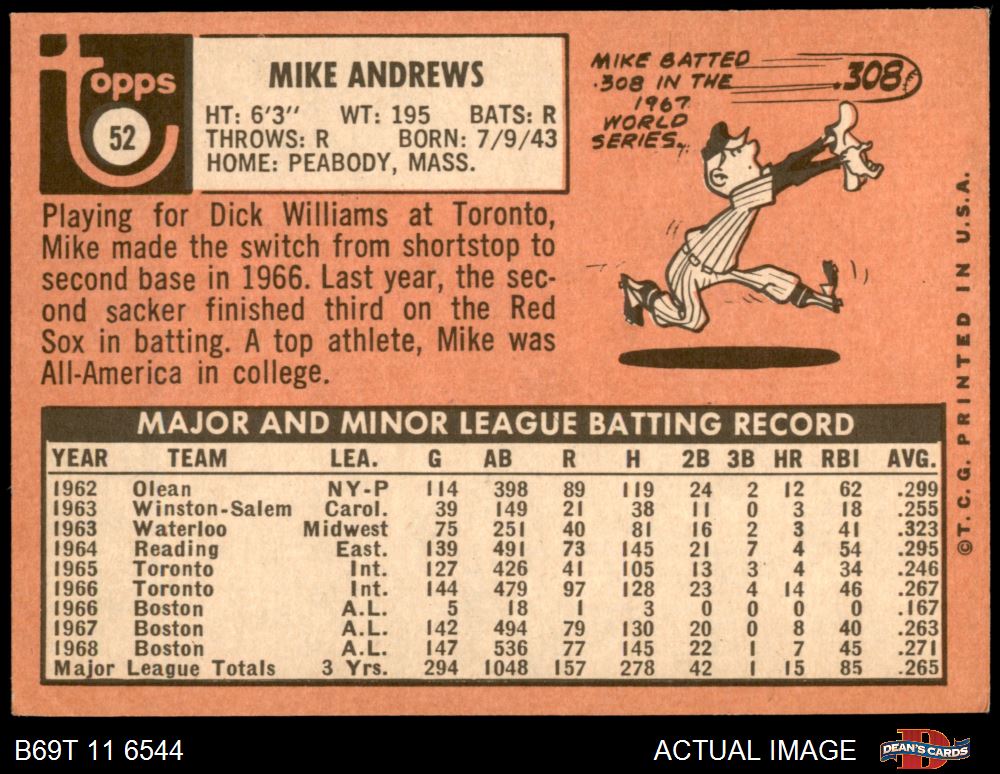 Topps
52
MIKE ANDREWS
HT: 6'3" WT: 195 BATS: R
THROWS: R BORN: 7/9/43
HOME: PEABODY, MASS.
MIKE BATTED
.308 IN THE
1967
WORLD
SERIES.
.308
Playing for Dick Williams at Toronto,
Mike made the switch from shortstop to
second base in 1966. Last year, the sec-
ond sacker finished third on the Red
Sox in batting. A top athlete, Mike was
All-America in college.
MAJOR AND MINOR LEAGUE BATTING RECORD
YEAR TEAM LEA. G AB R H 2B 3B HR RBI AVG.
1962 Olean NY-P 114 398 89 119 24 2 12 62 .299
1963 Winston-Salem Carol. 39 149 21 38 11 0 3 18 .255
1963 Waterloo Midwest 75 251 40 81 16 2 3 41 .323
1964 Reading East. 139 491 73 145 21 7 4 54 .295
1965 Toronto Int. 127 426 41 105 13 3 4 34 .246
1966 Toronto Int. 144 479 97 128 23 4 14 46 .267
1966 Boston A.L. 5 18 1 3 0 0 0 0 .167
1967 Boston A.L. 142 494 79 130 20 0 8 40 .263
1968 Boston A.L. 147 536 77 145 22 1 7 45 .271
Major League Totals 3 Yrs. 294 1048 157 278 42 1 15 85 .265
©T.C.G. PRINTED IN U.S.A.
B69T 11 6544
ACTUAL IMAGE
DEAN'S CARDS